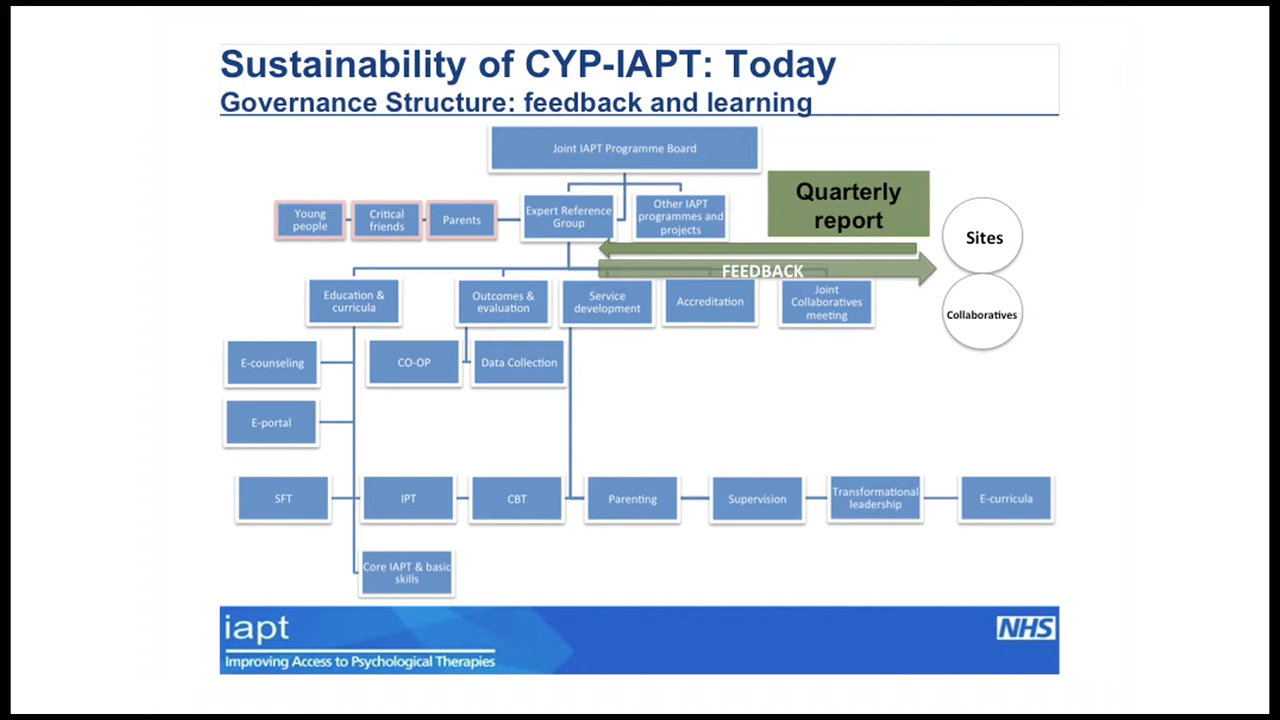 Sustainability of CYP-IAPT: Today
Governance Structure: feedback and learning
Joint IAPT Programme Board
Quarterly
report
Young
people
Critical
friends
Parents
Expert Reference
Group
Other IAPT
programmes and
projects
Sites
FEEDBACK
Education &
curricula
Outcomes &
evaluation
Service
development
Accreditation
Joint
Collaboratives
meeting
Collaboratives
E-counseling
CO-OP
Data Collection
E-portal
SFT
IPT
CBT
Parenting
Supervision
Transformational
leadership
E-curricula
Core IAPT & basic
skills
iapt
Improving Access to Psychological Therapies
NHS